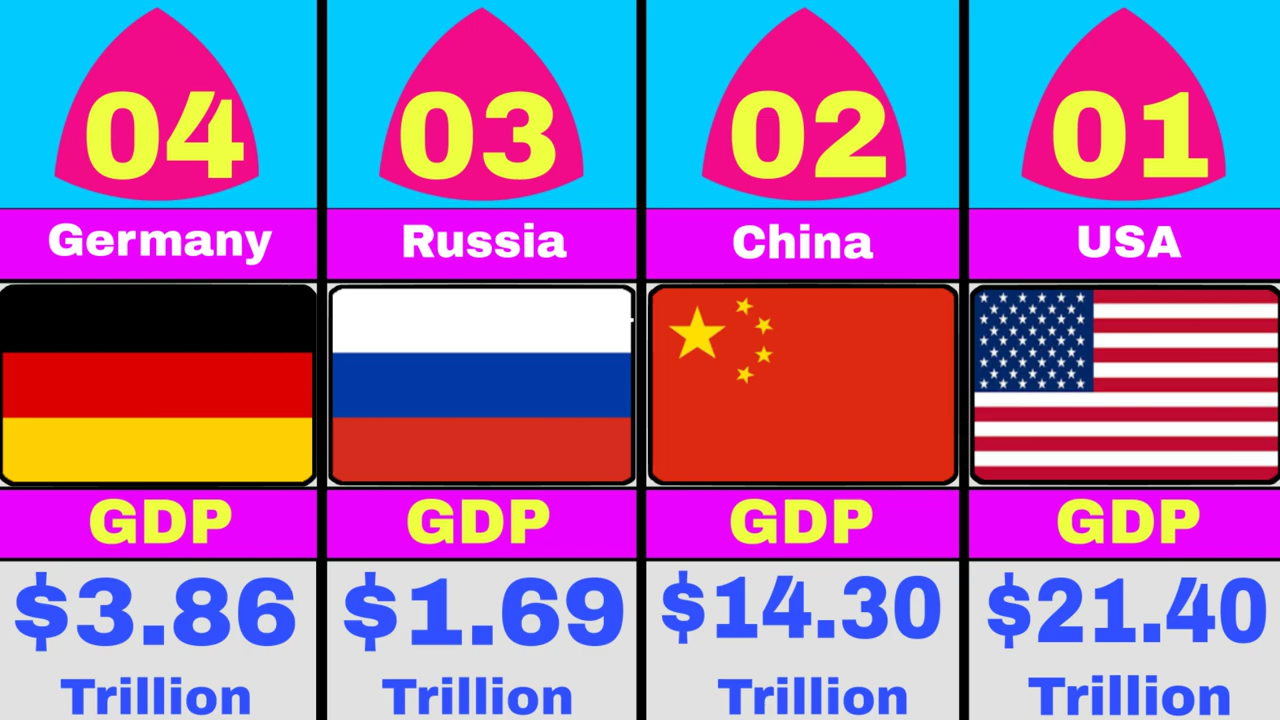 04 03 02 01
Germany Russia China USA
GDP GDP GDP GDP
$3.86 $1.69 $14.30 $21.40
Trillion Trillion Trillion Trillion